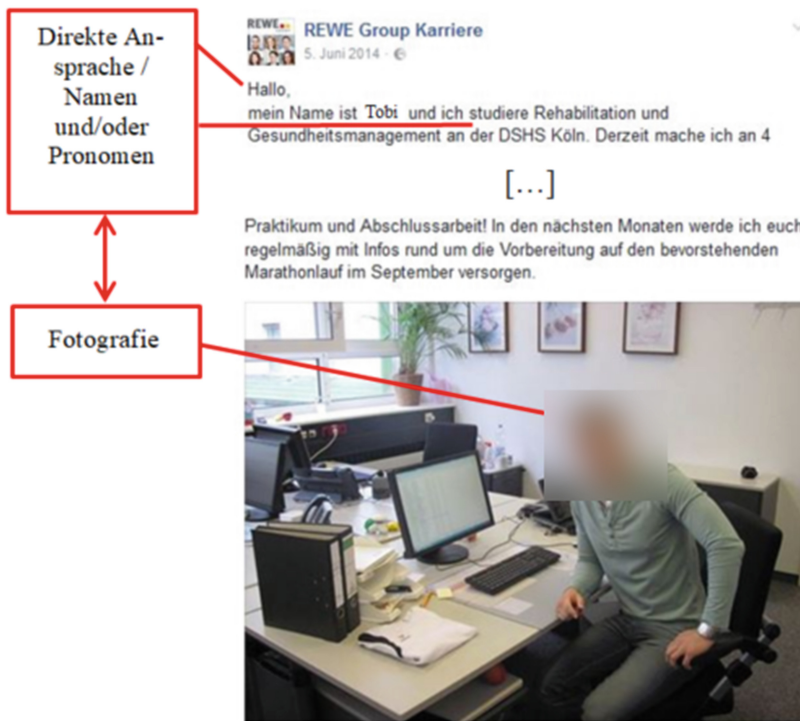 Direkte An-
sprache /
Namen
und/oder
Pronomen
Fotografie
REWE
REWE Group Karriere
5. Juni 2014 ·
Hallo,
mein Name ist Tobi und ich studiere Rehabilitation und
Gesundheitsmanagement an der DSHS Köln. Derzeit mache ich an 4
[…]
Praktikum und Abschlussarbeit! In den nächsten Monaten werde ich euch
regelmäßig mit Infos rund um die Vorbereitung auf den bevorstehenden
Marathonlauf im September versorgen.